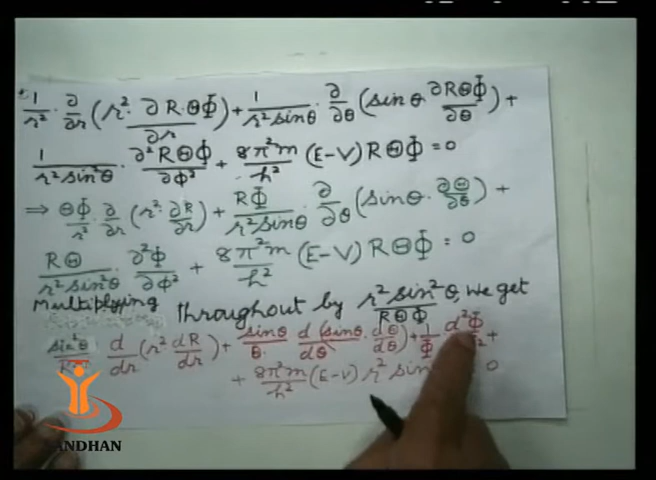 1/r² · ∂/∂r (r² · ∂R·ΘΦ/∂r) + 1/r² sinθ · ∂/∂θ (sinθ · ∂RΘΦ/∂θ) +
1/r² sin²θ · ∂²RΘΦ/∂ϕ² + 8π²m/h² (E-V) RΘΦ = 0
⇒ ΘΦ/r² · ∂/∂r (r² · ∂R/∂r) + RΦ/r² sinθ · ∂/∂θ (sinθ · ∂Θ/∂θ) +
RΘ/r² sin²θ · ∂²Φ/∂ϕ² + 8π²m/h² (E-V) RΘΦ = 0
Multiplying throughout by r² sin²θ/RΘΦ, we get
sin²θ/R d/dr (r² dR/dr) + sinθ/Θ · d/dθ (sinθ · dΘ/dθ) + 1/Φ d²Φ/ ² +
+ 8π²m/h² (E-V) r² sin 0
ANDHAN